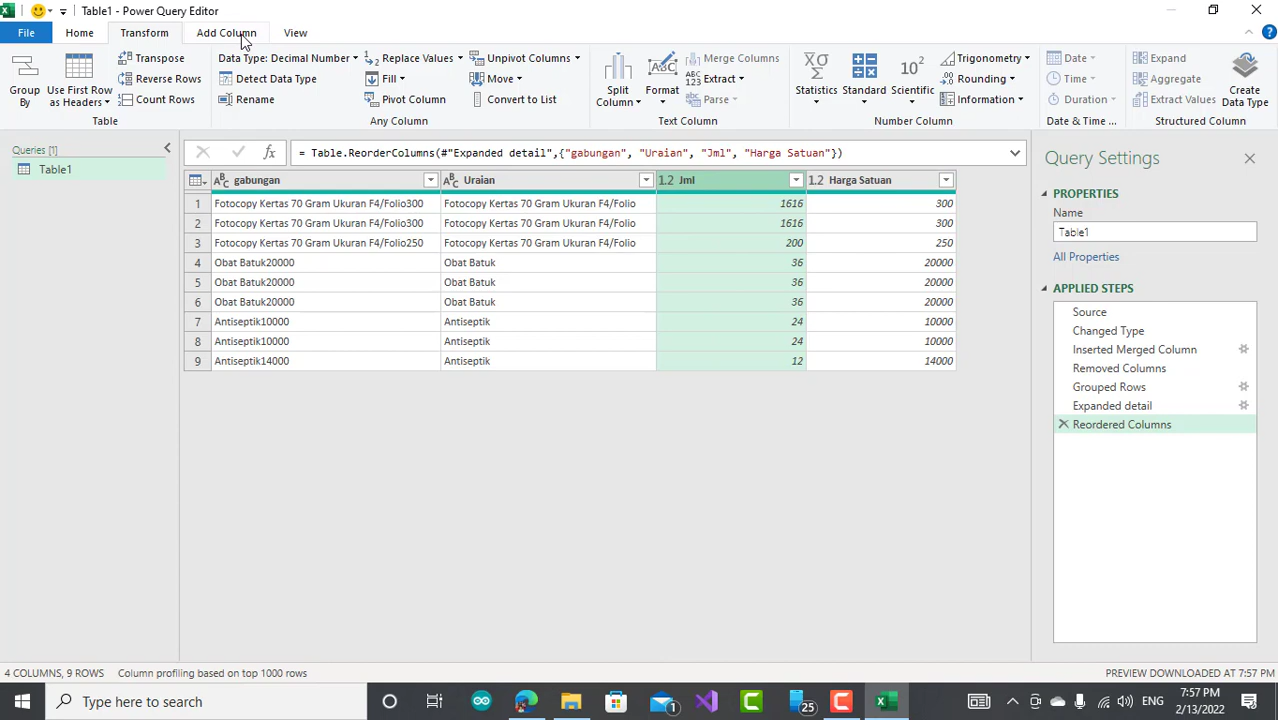 Table1 - Power Query Editor
File Home Transform Add Column View
Group By
Use First Row as Headers
Transpose
Reverse Rows
Count Rows
Table
Data Type: Decimal Number
Detect Data Type
Rename
Replace Values
Fill
Pivot Column
Unpivot Columns
Move
Convert to List
Any Column
Split Column
Format
Merge Columns
Extract
Parse
Text Column
Statistics
Standard
Scientific
Trigonometry
Rounding
Information
Number Column
Date
Time
Duration
Date & Time ...
Expand
Aggregate
Extract Values
Create Data Type
Structured Column
Queries [1]
Table1
= Table.ReorderColumns(#"Expanded detail",{"gabungan", "Uraian", "Jml", "Harga Satuan"})
gabungan Uraian 1.2 Jml 1.2 Harga Satuan
1 Fotocopy Kertas 70 Gram Ukuran F4/Folio300 Fotocopy Kertas 70 Gram Ukuran F4/Folio 1616 300
2 Fotocopy Kertas 70 Gram Ukuran F4/Folio300 Fotocopy Kertas 70 Gram Ukuran F4/Folio 1616 300
3 Fotocopy Kertas 70 Gram Ukuran F4/Folio250 Fotocopy Kertas 70 Gram Ukuran F4/Folio 200 250
4 Obat Batuk20000 Obat Batuk 36 20000
5 Obat Batuk20000 Obat Batuk 36 20000
6 Obat Batuk20000 Obat Batuk 36 20000
7 Antiseptik10000 Antiseptik 24 10000
8 Antiseptik10000 Antiseptik 24 10000
9 Antiseptik14000 Antiseptik 12 14000
Query Settings
PROPERTIES
Name
Table1
All Properties
APPLIED STEPS
Source
Changed Type
Inserted Merged Column
Removed Columns
Grouped Rows
Expanded detail
Reordered Columns
4 COLUMNS, 9 ROWS Column profiling based on top 1000 rows PREVIEW DOWNLOADED AT 7:57 PM
Type here to search
1
25
ENG
7:57 PM
2/13/2022